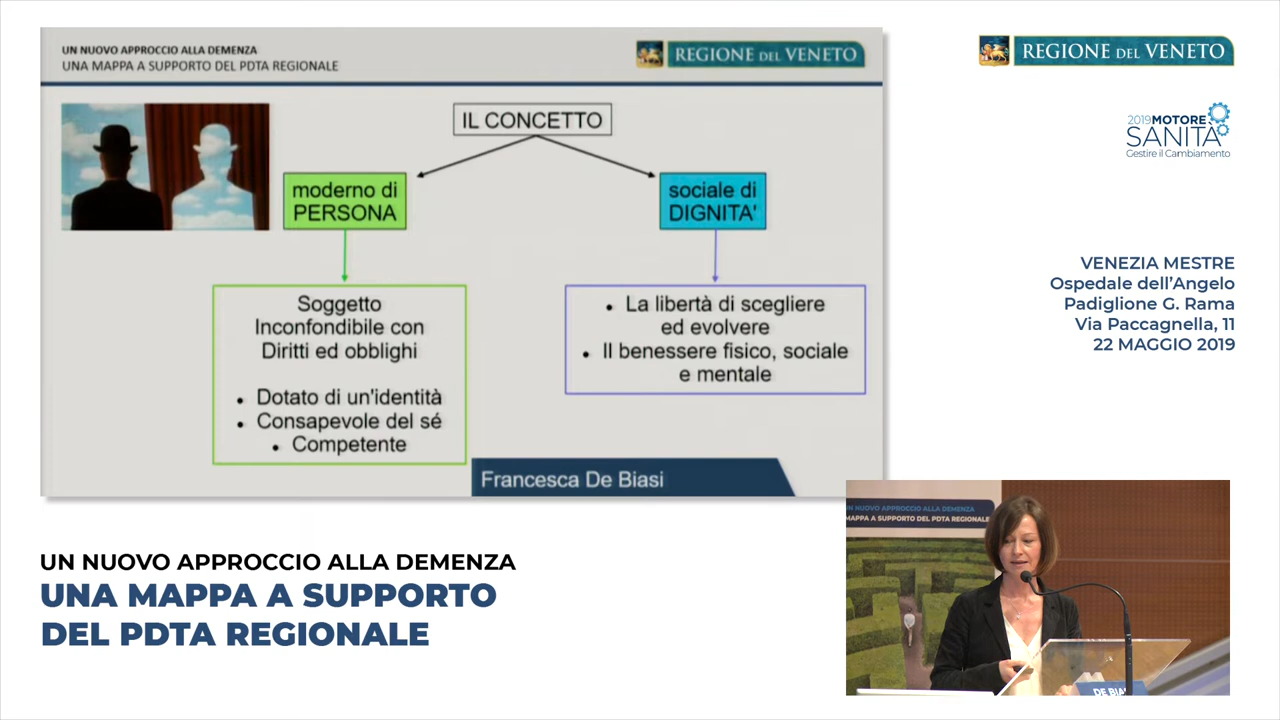 UN NUOVO APPROCCIO ALLA DEMENZA
UNA MAPPA A SUPPORTO DEL PDTA REGIONALE
REGIONE DEL VENETO
IL CONCETTO
moderno di
PERSONA
sociale di
DIGNITA'
Soggetto
Inconfondibile con
Diritti ed obblighi
• Dotato di un'identità
• Consapevole del sé
• Competente
• La libertà di scegliere
ed evolvere
• Il benessere fisico, sociale
e mentale
Francesca De Biasi
REGIONE DEL VENETO
2019 MOTORE
SANITÀ
Gestire il Cambiamento
VENEZIA MESTRE
Ospedale dell'Angelo
Padiglione G. Rama
Via Paccagnella, 11
22 MAGGIO 2019
UN NUOVO APPROCCIO ALLA DEMENZA
UNA MAPPA A SUPPORTO
DEL PDTA REGIONALE
UN NUOVO APPROCCIO ALLA DEMENZA
MAPPA A SUPPORTO DEL PDTA REGIONALE
DE BIA